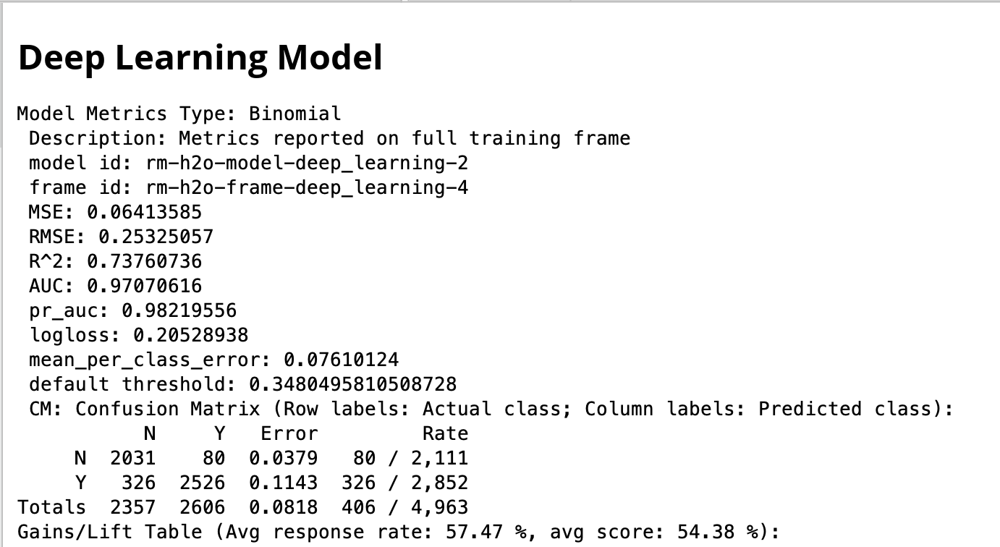 Deep Learning Model
Model Metrics Type: Binomial
Description: Metrics reported on full training frame
model id: rm-h2o-model-deep_learning-2
frame id: rm-h2o-frame-deep_learning-4
MSE: 0.06413585
RMSE: 0.25325057
R^2: 0.73760736
AUC: 0.97070616
pr_auc: 0.98219556
logloss: 0.20528938
mean_per_class_error: 0.07610124
default threshold: 0.3480495810508728
CM: Confusion Matrix (Row labels: Actual class; Column labels: Predicted class):
N Y Error Rate
N 2031 80 0.0379 80 / 2,111
Y 326 2526 0.1143 326 / 2,852
Totals 2357 2606 0.0818 406 / 4,963
Gains/Lift Table (Avg response rate: 57.47 %, avg score: 54.38 %):